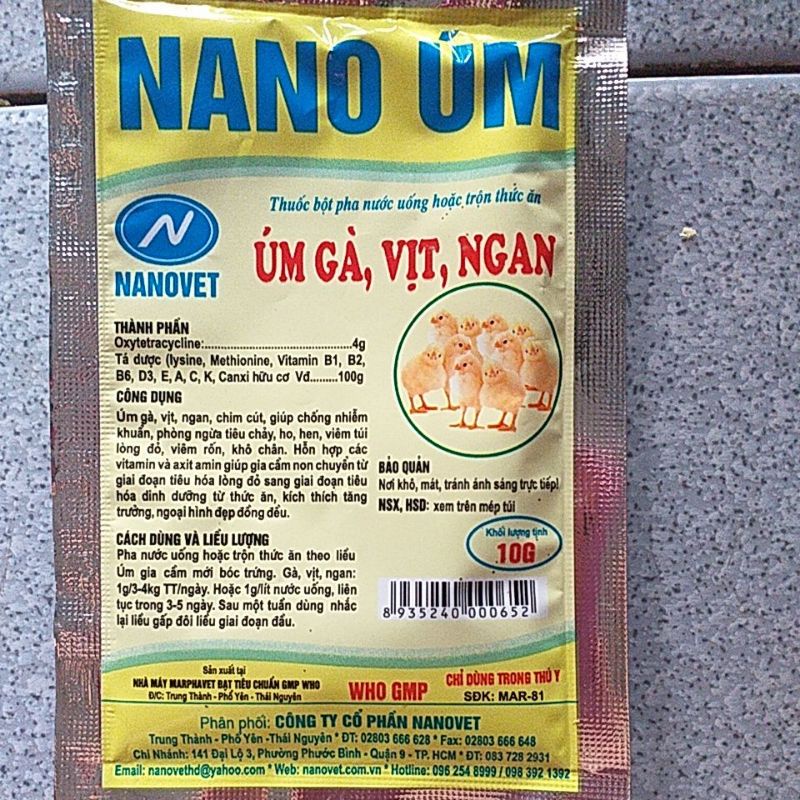 NANO ÚM
Thuốc bột pha nước uống hoặc trộn thức ăn
N
NANOVET
ÚM GÀ, VỊT, NGAN
THÀNH PHẦN
Oxytetracycline:....................................4g
Tá dược (lysine, Methionine, Vitamin B1, B2,
B6, D3, E, A, C, K, Canxi hữu cơ Vđ.........100g
CÔNG DỤNG
Úm gà, vịt, ngan, chim cút, giúp chống nhiễm
khuẩn, phòng ngừa tiêu chảy, ho, hen, viêm túi
lòng đỏ, viêm rốn, khô chân. Hỗn hợp các
vitamin và axit amin giúp gia cầm non chuyển từ
giai đoạn tiêu hóa lòng đỏ sang giai đoạn tiêu
hóa dinh dưỡng từ thức ăn, kích thích tăng
trưởng, ngoại hình đẹp đồng đều.
CÁCH DÙNG VÀ LIỀU LƯỢNG
Pha nước uống hoặc trộn thức ăn theo liều
Úm gia cầm mới bóc trứng. Gà, vịt, ngan:
1g/3-4kg TT/ngày. Hoặc 1g/lít nước uống, liên
tục trong 3-5 ngày. Sau một tuần dùng nhắc
lại liều gấp đôi liều giai đoạn đầu.
BẢO QUẢN
Nơi khô, mát, tránh ánh sáng trực tiếp!
NSX, HSD: xem trên mép túi
Khối lượng tịnh
10G
8 935240 000652
Sản xuất tại
NHÀ MÁY MARPHAVET ĐẠT TIÊU CHUẨN GMP WHO
Đ/C: Trung Thành - Phổ Yên - Thái Nguyên
WHO GMP
CHỈ DÙNG TRONG THÚ Y
SĐK: MAR-81
Phân phối: CÔNG TY CỔ PHẦN NANOVET
Trung Thành - Phổ Yên -Thái Nguyên * ĐT: 02803 666 628 * Fax: 02803 666 648
Chi Nhánh: 141 Đại Lộ 3, Phường Phước Bình - Quận 9 - TP. HCM * ĐT: 083 728 2931
Email: nanovethd@yahoo.com * Web: nanovet.com.vn * Hotline: 096 254 8999 / 098 392 1392